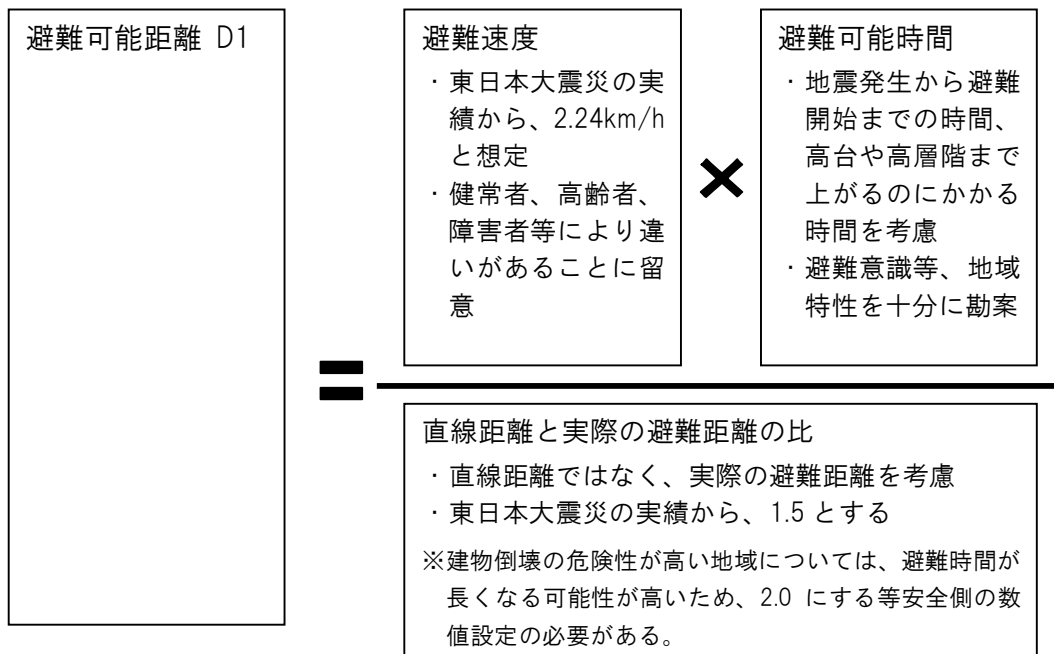 避難可能距離 D1
=
避難速度
・東日本大震災の実
績から、2.24km/h
と想定
・健常者、高齢者、
障害者等により違
いがあることに留
意
×
避難可能時間
・地震発生から避難
開始までの時間、
高台や高層階まで
上がるのにかかる
時間を考慮
・避難意識等、地域
特性を十分に勘案
直線距離と実際の避難距離の比
・直線距離ではなく、実際の避難距離を考慮
・東日本大震災の実績から、1.5 とする
※建物倒壊の危険性が高い地域については、避難時間が
長くなる可能性が高いため、2.0 にする等安全側の数
値設定の必要がある。